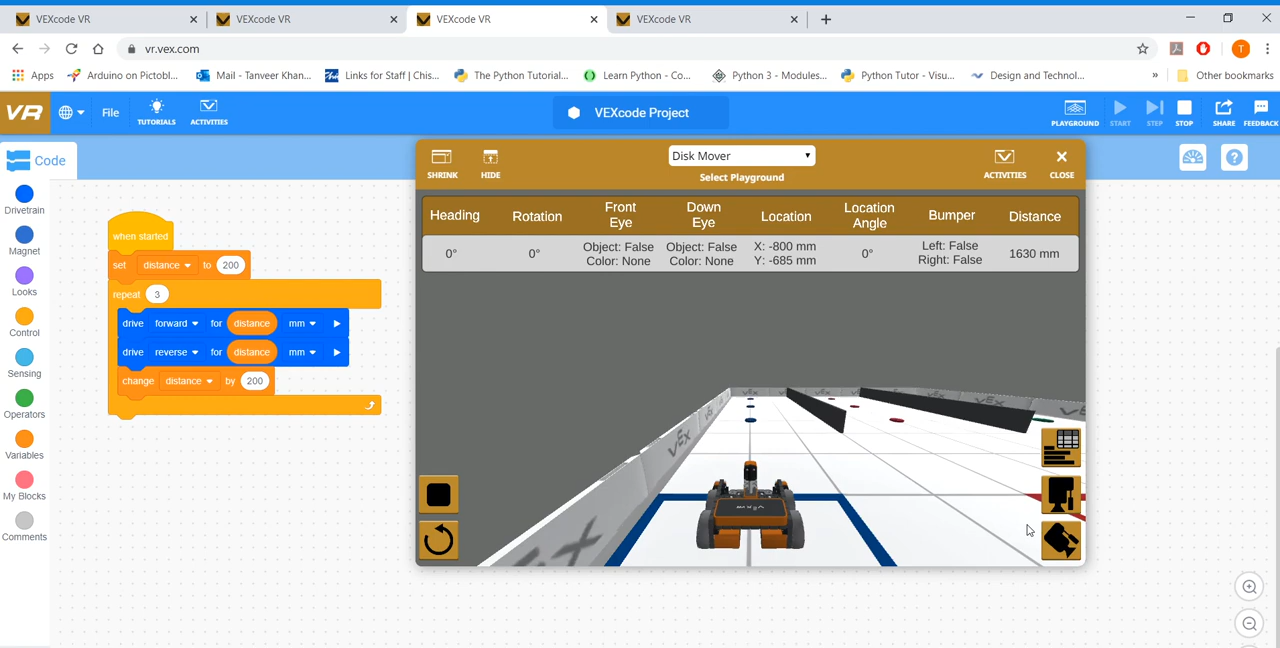 VEXcode VR
VEXcode VR
VEXcode VR
VEXcode VR
vr.vex.com
T
Apps
Arduino on Pictobl...
Mail - Tanveer Khan...
Links for Staff | Chis...
The Python Tutorial...
Learn Python - Co...
Python 3 - Modules...
Python Tutor - Visu...
Design and Technol...
»
Other bookmarks
VR
File
TUTORIALS
ACTIVITIES
VEXcode Project
PLAYGROUND
START
STEP
STOP
SHARE
FEEDBACK
Code
Drivetrain
Magnet
Looks
Control
Sensing
Operators
Variables
My Blocks
Comments
when started
set distance to 200
repeat 3
drive forward for distance mm
drive reverse for distance mm
change distance by 200
SHRINK
HIDE
Disk Mover
Select Playground
ACTIVITIES
CLOSE
Heading Rotation Front Eye Down Eye Location Location Angle Bumper Distance
0° 0° Object: False Object: False X: -800 mm 0° Left: False 1630 mm
Color: None Color: None Y: -685 mm Right: False
VEX
VEX